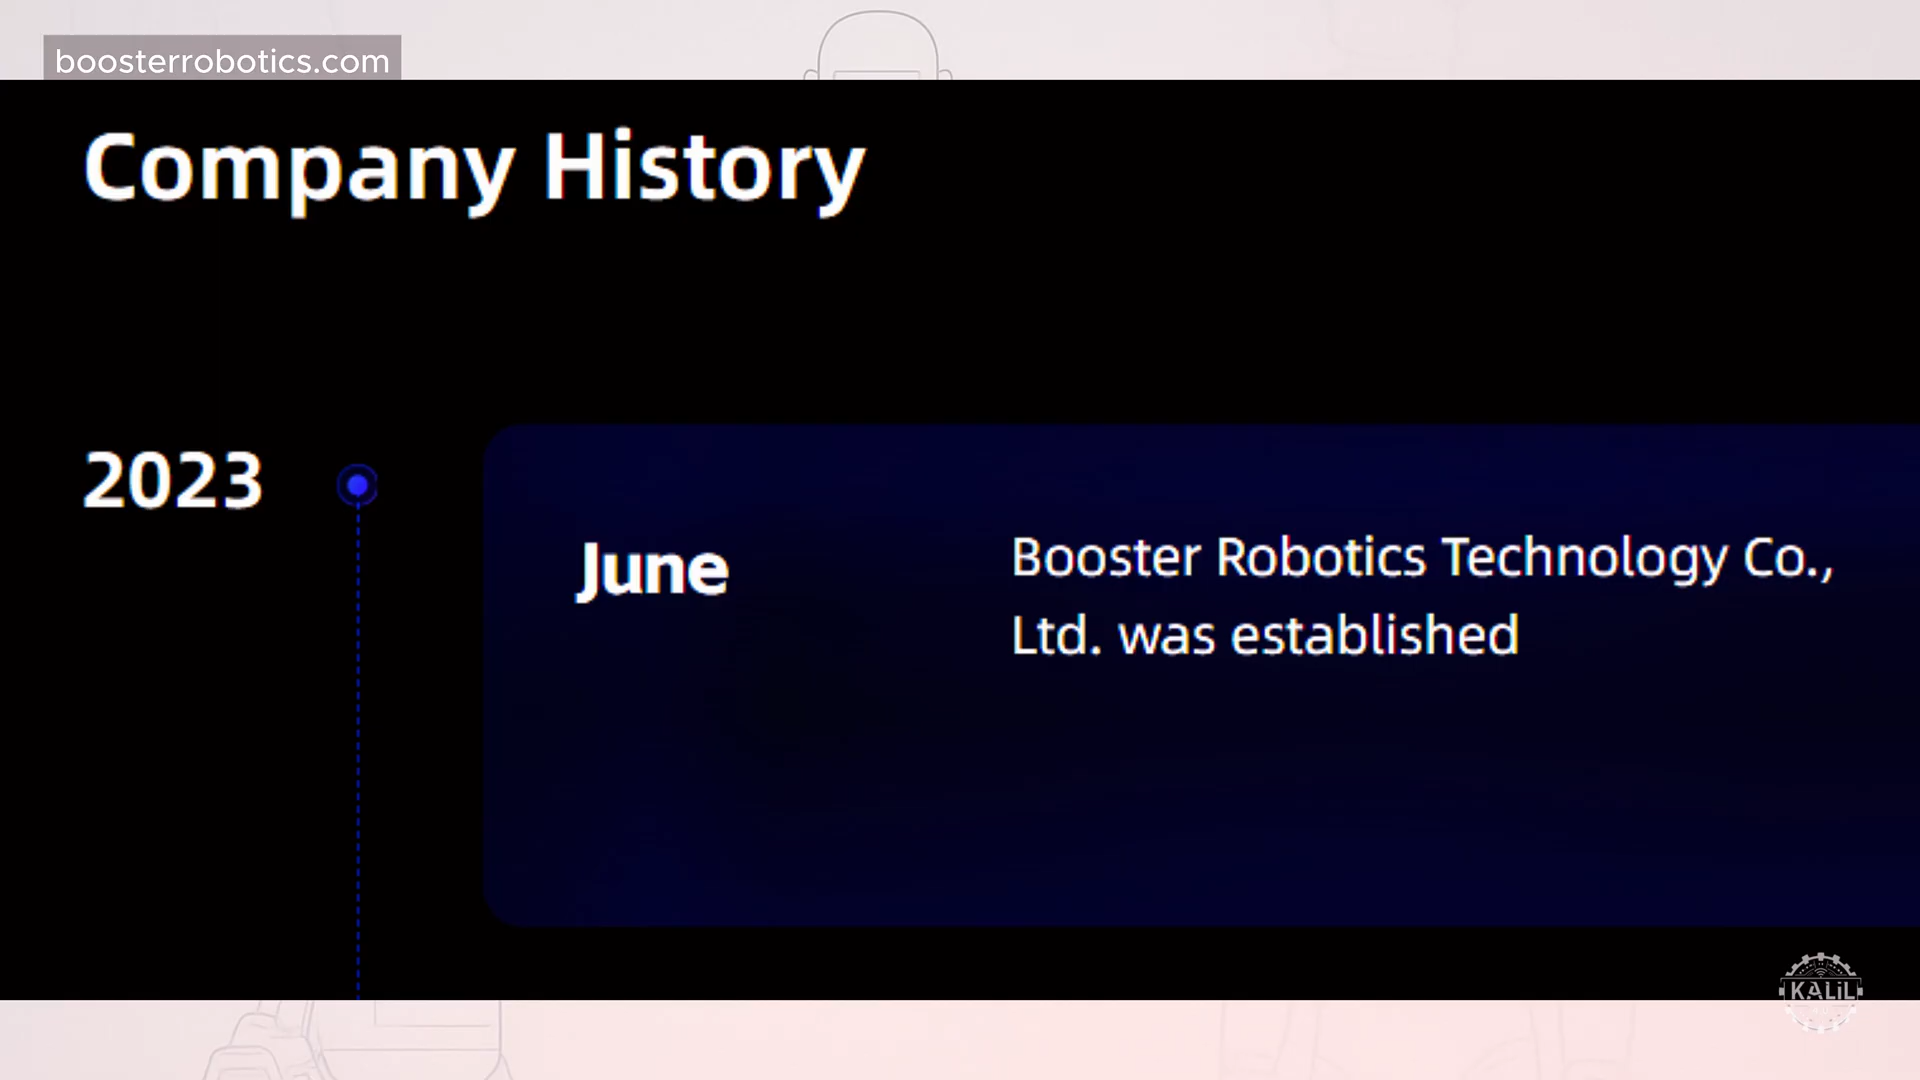 boosterrobotics.com
Company History
2023
June
Booster Robotics Technology Co.,
Ltd. was established
KALiL